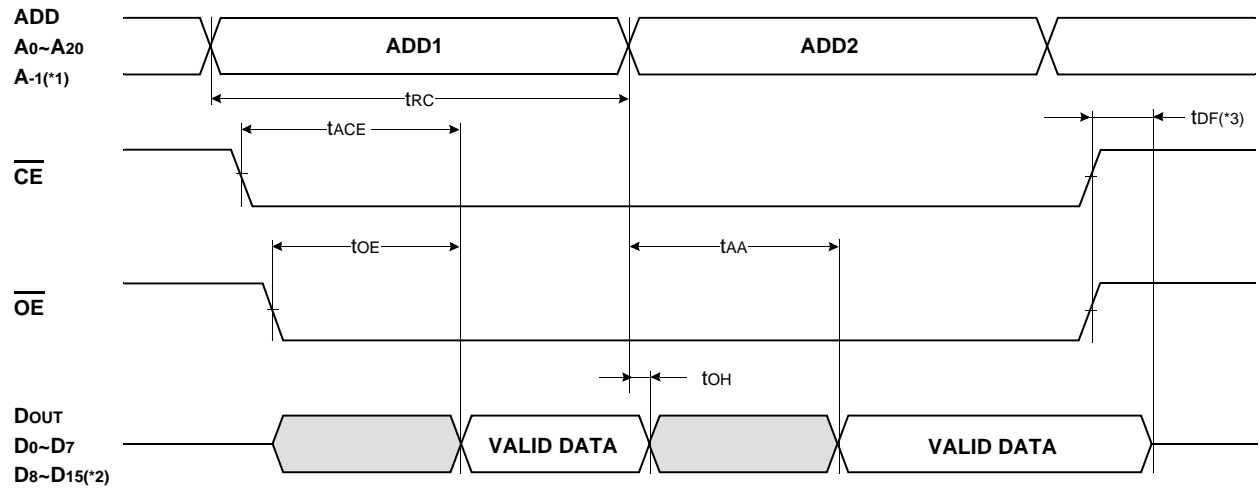 ADD
A0~A20
A-1(*1)
ADD1
ADD2
tRC
tACE
tDF(*3)
CE
tOE
tAA
OE
tOH
DOUT
D0~D7
D8~D15(*2)
VALID DATA
VALID DATA